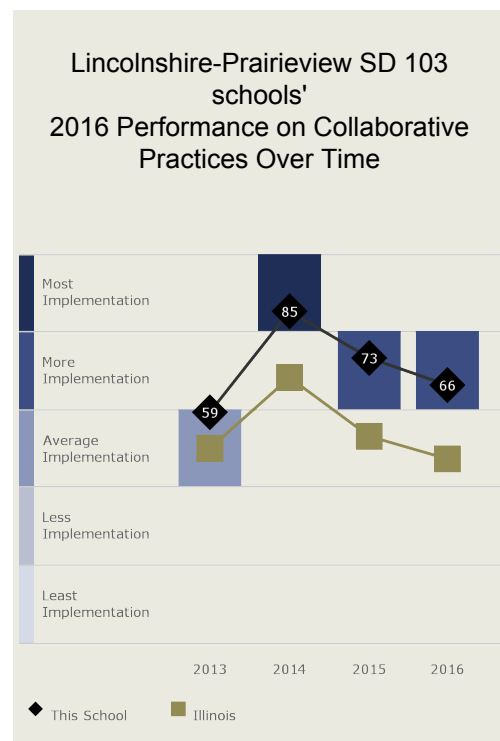 Lincolnshire-Prairieview SD 103
schools'
2016 Performance on Collaborative
Practices Over Time
Most
Implementation
85
More
Implementation
73
66
59
Average
Implementation
Less
Implementation
Least
Implementation
2013 2014 2015 2016
This School Illinois